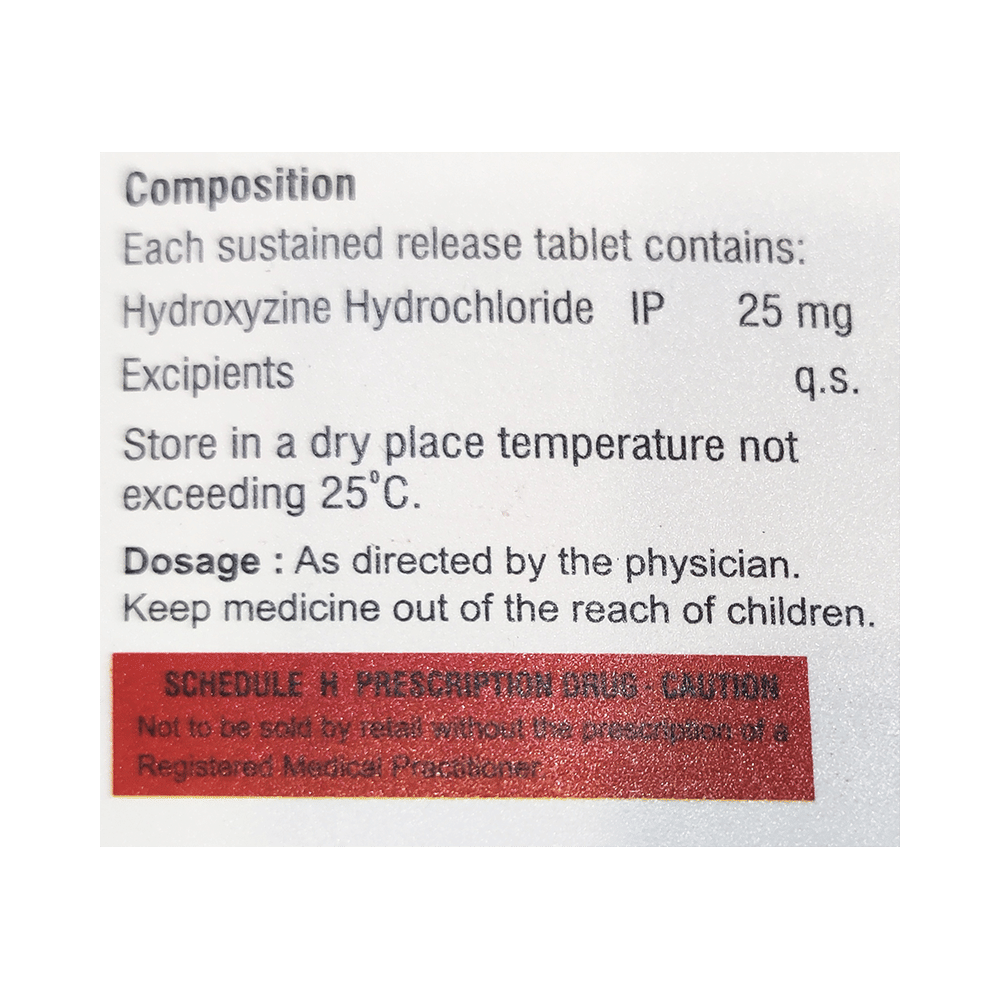 Composition
Each sustained release tablet contains:
Hydroxyzine Hydrochloride IP 25 mg
Excipients q.s.
Store in a dry place temperature not
exceeding 25°C.
Dosage : As directed by the physician.
Keep medicine out of the reach of children.
SCHEDULE H PRESCRIPTION DRUG - CAUTION
Not to be sold by retail without the prescription of a
Registered Medical Practitioner.